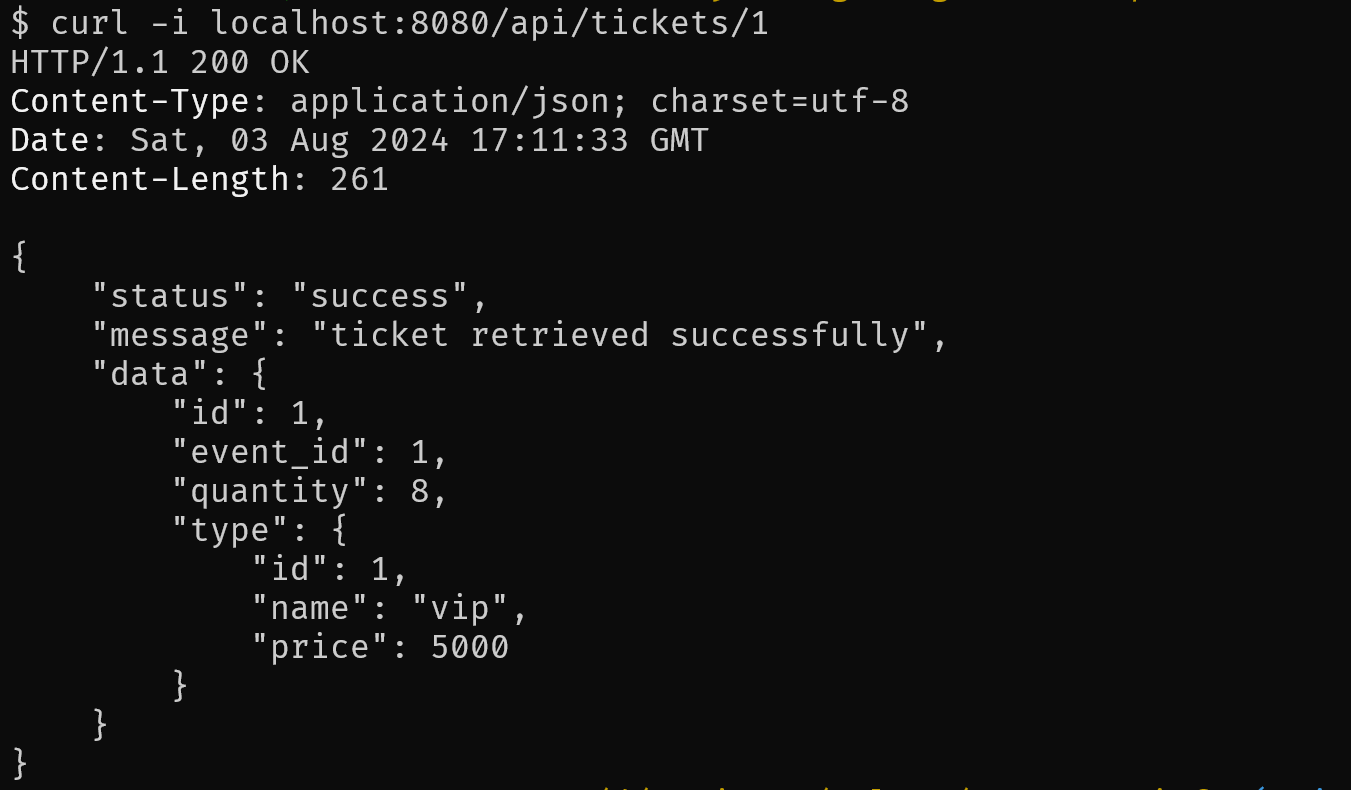 $ curl -i localhost:8080/api/tickets/1
HTTP/1.1 200 OK
Content-Type: application/json; charset=utf-8
Date: Sat, 03 Aug 2024 17:11:33 GMT
Content-Length: 261

{
    "status": "success",
    "message": "ticket retrieved successfully",
    "data": {
        "id": 1,
        "event_id": 1,
        "quantity": 8,
        "type": {
            "id": 1,
            "name": "vip",
            "price": 5000
        }
    }
}